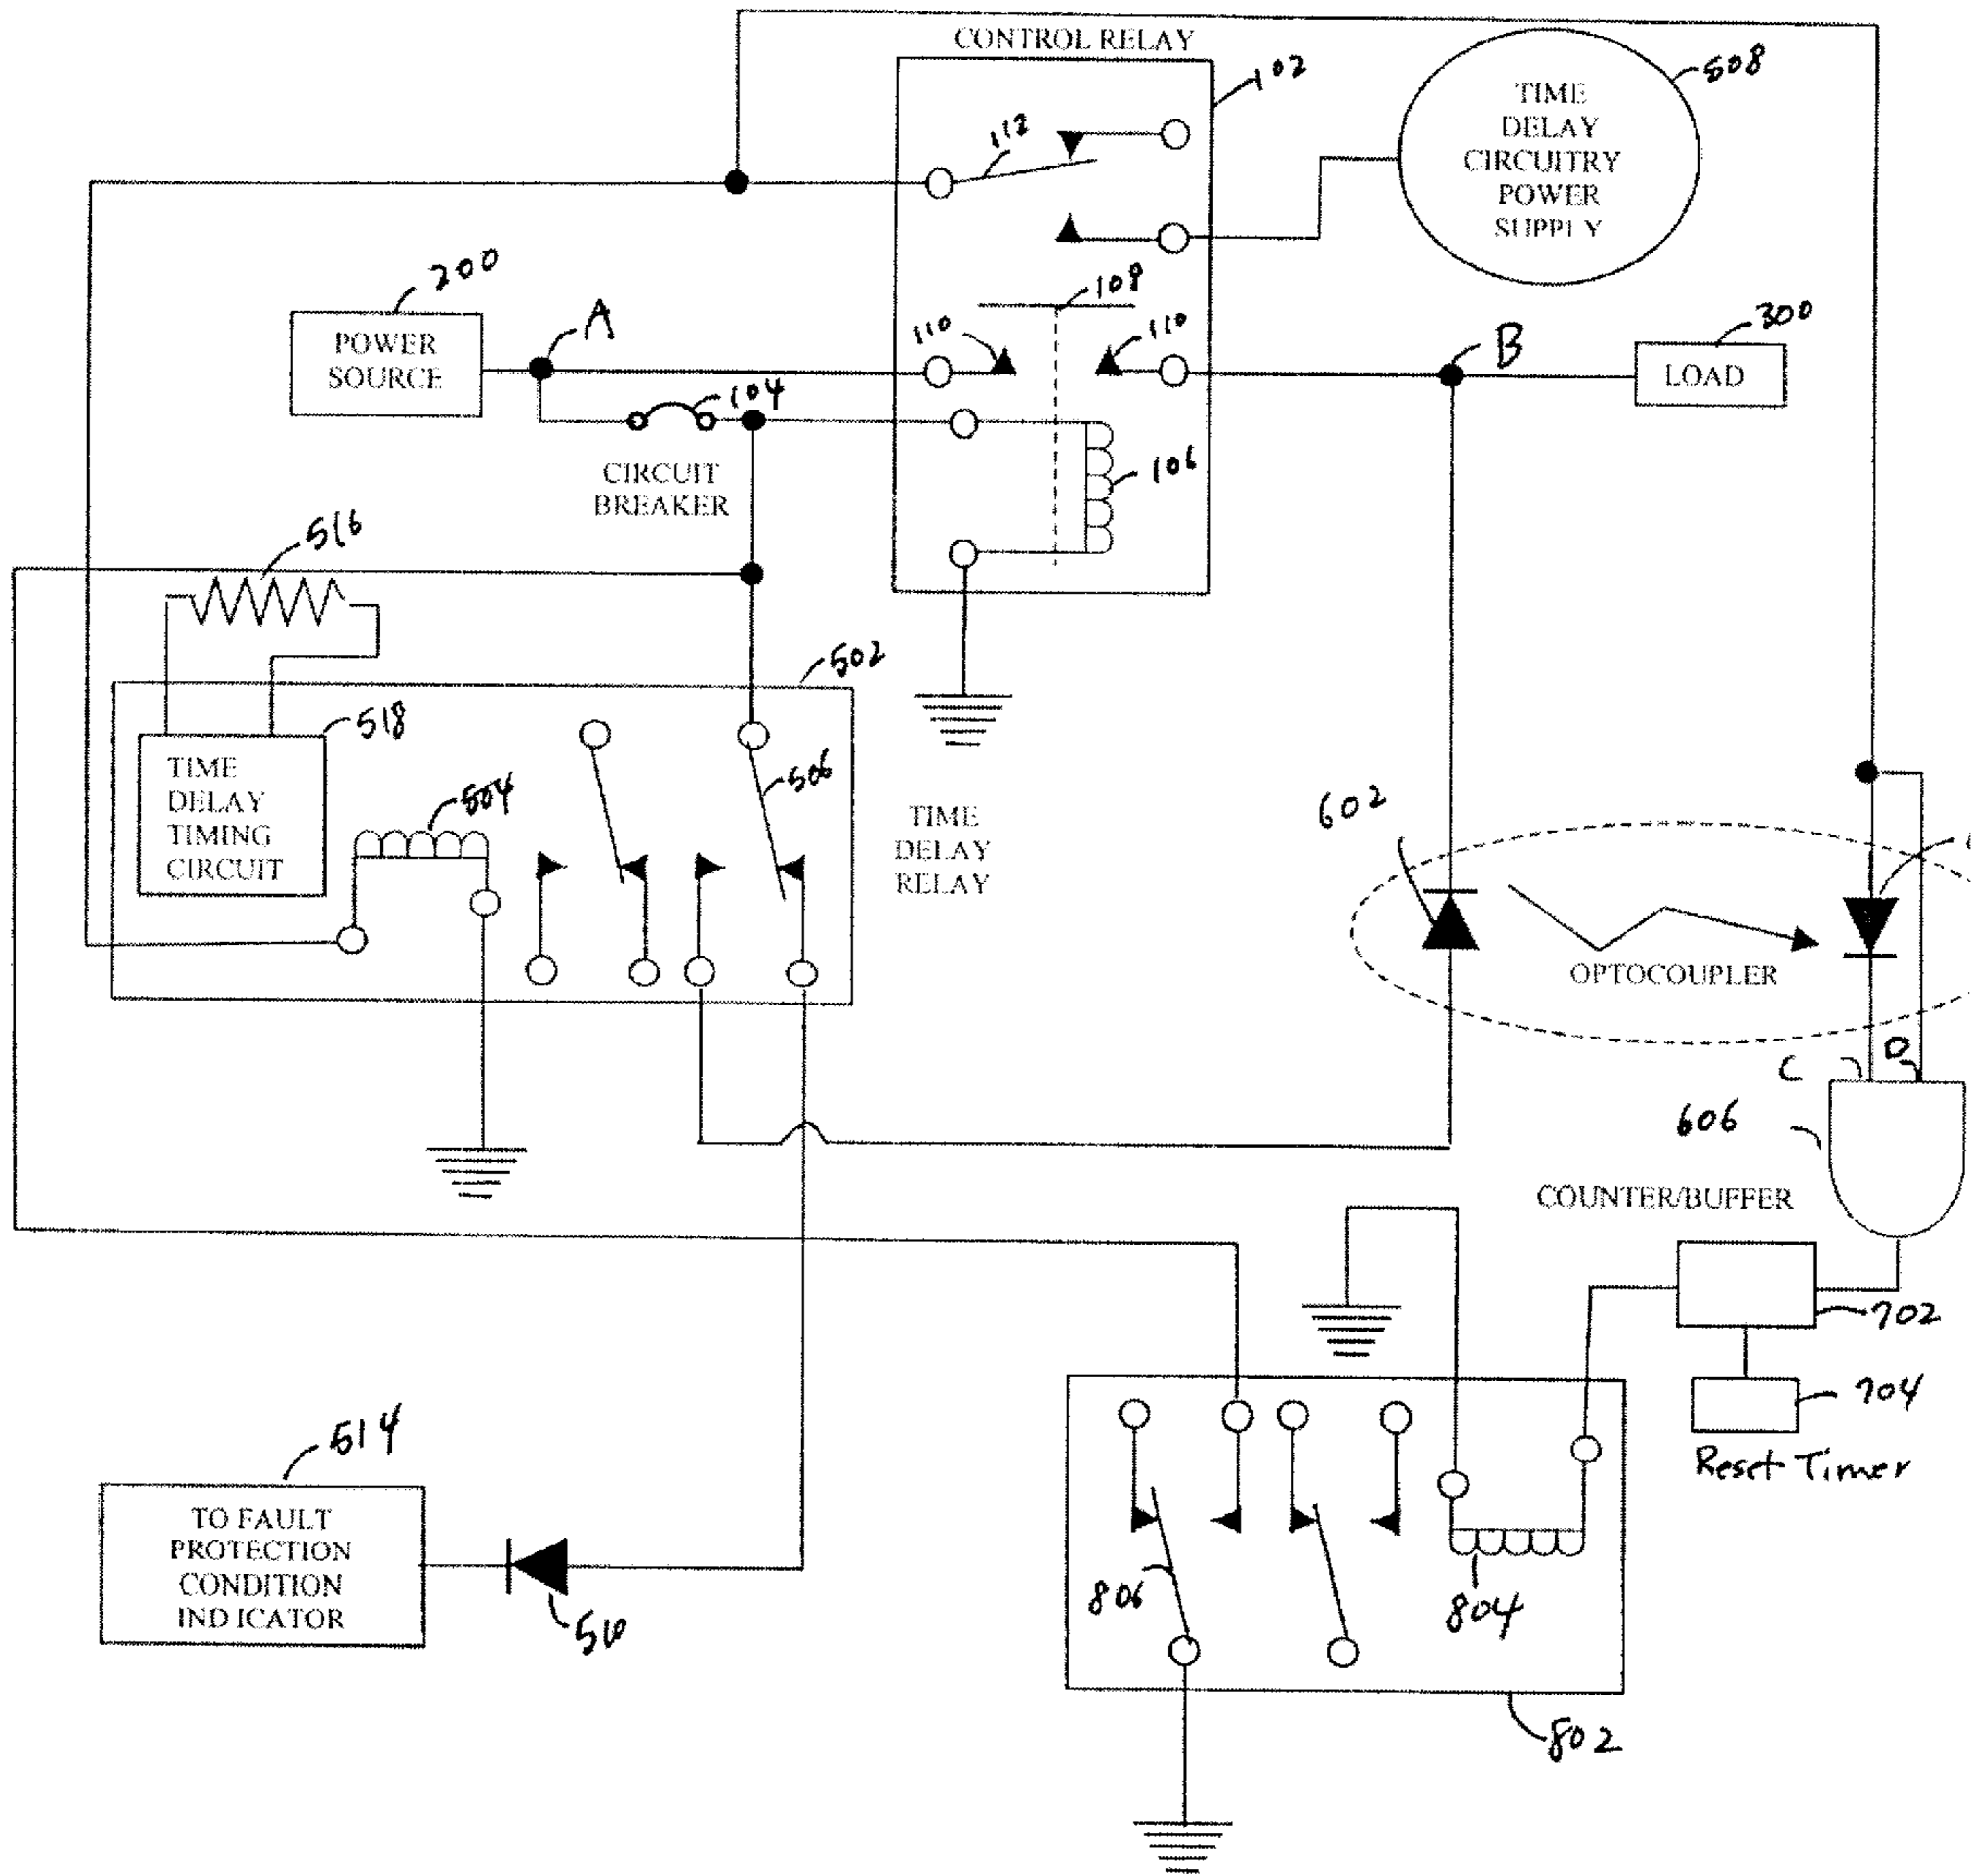 CONTROL RELAY
102
508
TIME
DELAY
CIRCUITRY
POWER
SUPPLY
112
200
POWER
SOURCE
A
108
110
110
B
300
LOAD
104
CIRCUIT
BREAKER
106
516
502
518
TIME
DELAY
TIMING
CIRCUIT
504
506
TIME
DELAY
RELAY
602
OPTOCOUPLER
C
D
606
COUNTER/BUFFER
702
704
Reset Timer
514
TO FAULT
PROTECTION
CONDITION
INDICATOR
806
804
802